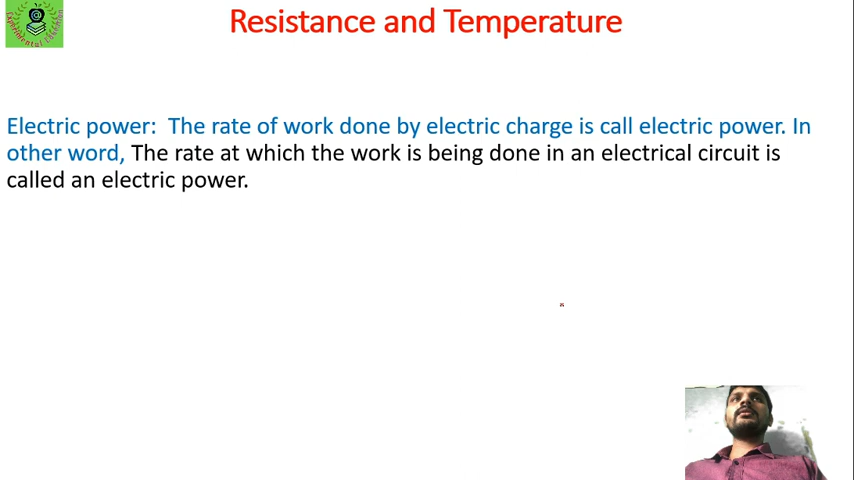 Resistance and Temperature
Electric power:  The rate of work done by electric charge is call electric power. In
other word, The rate at which the work is being done in an electrical circuit is
called an electric power.